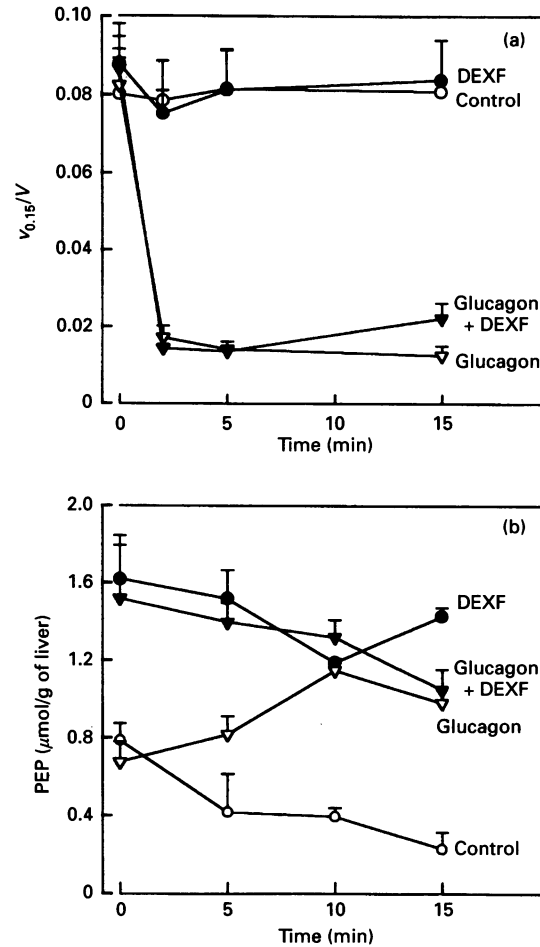 (a)
0.10
0.08
0.06
0.04
0.02
0
v0.15/V
DEXF
Control
Glucagon
+ DEXF
Glucagon
0
5
10
15
Time (min)
(b)
2.0
1.6
1.2
0.8
0.4
0
PEP (μmol/g of liver)
DEXF
Glucagon
+ DEXF
Glucagon
Control
0
5
10
15
Time (min)